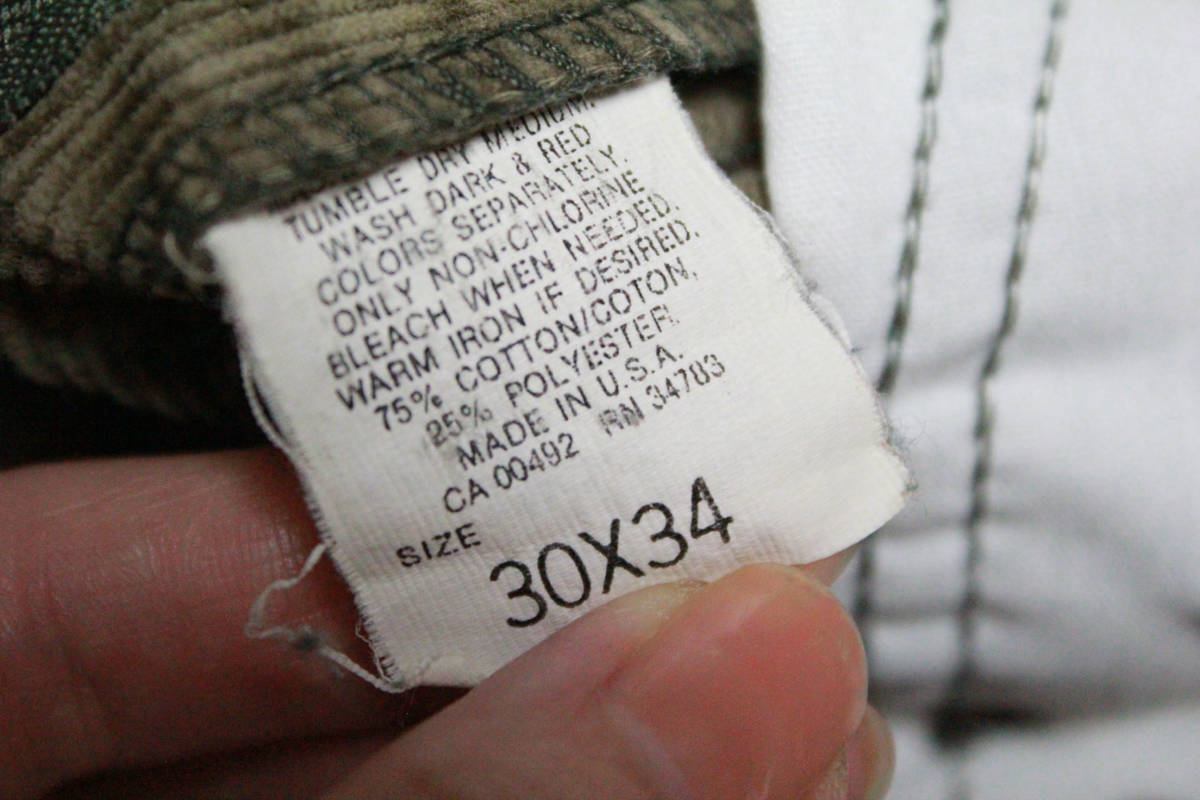 TUMBLE DRY MEDIUM.
WASH DARK & RED
COLORS SEPARATELY.
ONLY NON-CHLORINE
BLEACH WHEN NEEDED.
WARM IRON IF DESIRED.
75% COTTON/COTON,
25% POLYESTER.
MADE IN U.S.A.
CA 00492 RN 34783
SIZE
30X34